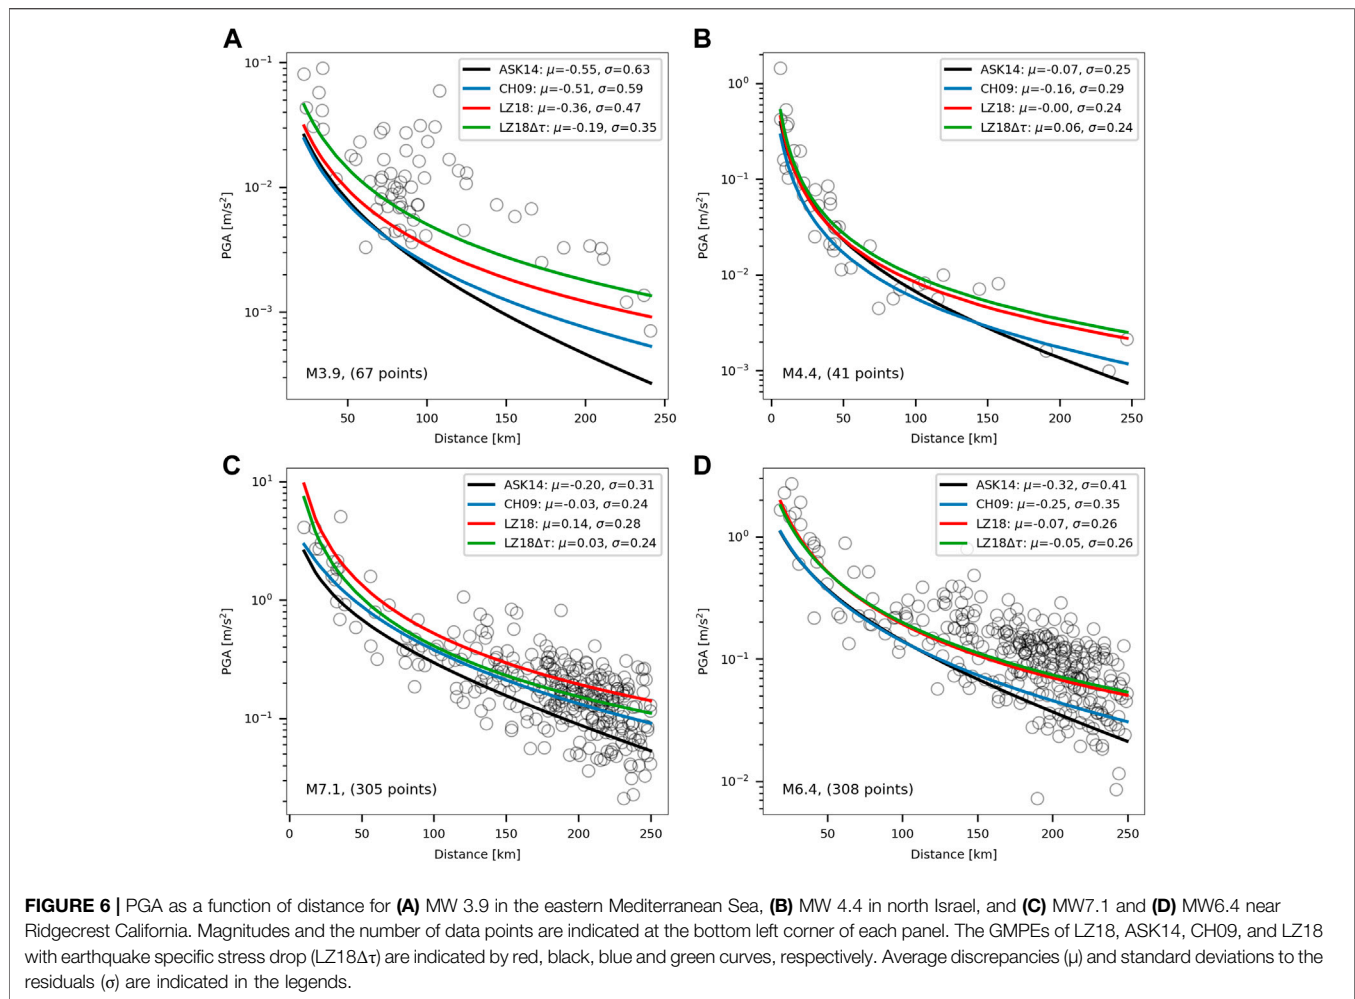 A
10⁻¹
10⁻²
10⁻³
PGA [m/s²]
ASK14: μ=-0.55, σ=0.63
CH09: μ=-0.51, σ=0.59
LZ18: μ=-0.36, σ=0.47
LZ18Δτ: μ=-0.19, σ=0.35
M3.9, (67 points)
50 100 150 200 250
Distance [km]
B
10⁰
10⁻¹
10⁻²
10⁻³
PGA [m/s²]
ASK14: μ=-0.07, σ=0.25
CH09: μ=-0.16, σ=0.29
LZ18: μ=-0.00, σ=0.24
LZ18Δτ: μ=0.06, σ=0.24
M4.4, (41 points)
0 50 100 150 200 250
Distance [km]
C
10¹
10⁰
10⁻¹
PGA [m/s²]
ASK14: μ=-0.20, σ=0.31
CH09: μ=-0.03, σ=0.24
LZ18: μ=0.14, σ=0.28
LZ18Δτ: μ=0.03, σ=0.24
M7.1, (305 points)
0 50 100 150 200 250
Distance [km]
D
10⁰
10⁻¹
10⁻²
PGA [m/s²]
ASK14: μ=-0.32, σ=0.41
CH09: μ=-0.25, σ=0.35
LZ18: μ=-0.07, σ=0.26
LZ18Δτ: μ=-0.05, σ=0.26
M6.4, (308 points)
50 100 150 200 250
Distance [km]
FIGURE 6 | PGA as a function of distance for (A) MW 3.9 in the eastern Mediterranean Sea, (B) MW 4.4 in north Israel, and (C) MW7.1 and (D) MW6.4 near
Ridgecrest California. Magnitudes and the number of data points are indicated at the bottom left corner of each panel. The GMPEs of LZ18, ASK14, CH09, and LZ18
with earthquake specific stress drop (LZ18Δτ) are indicated by red, black, blue and green curves, respectively. Average discrepancies (μ) and standard deviations to the
residuals (σ) are indicated in the legends.